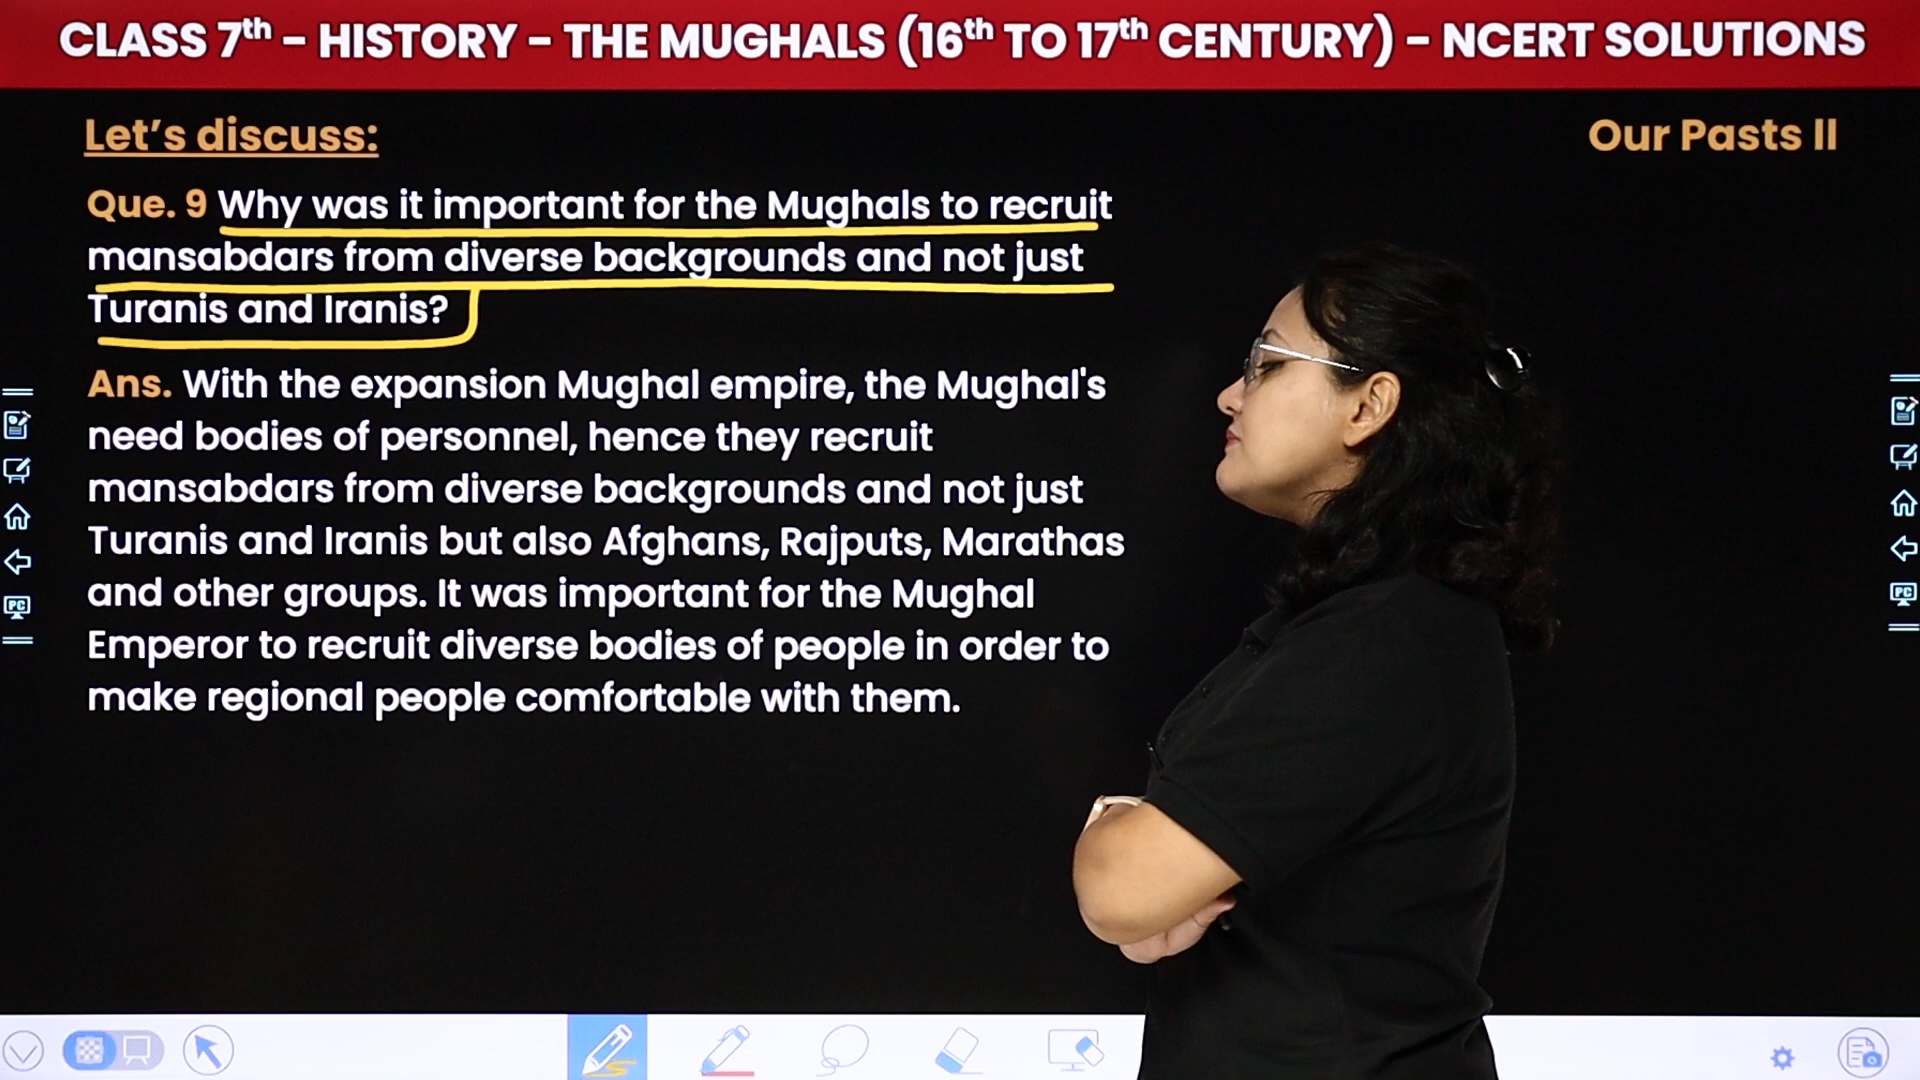 CLASS 7th - HISTORY - THE MUGHALS (16th TO 17th CENTURY) - NCERT SOLUTIONS
Let's discuss:
Our Pasts II
Que. 9 Why was it important for the Mughals to recruit
mansabdars from diverse backgrounds and not just
Turanis and Iranis?
Ans. With the expansion Mughal empire, the Mughal's
need bodies of personnel, hence they recruit
mansabdars from diverse backgrounds and not just
Turanis and Iranis but also Afghans, Rajputs, Marathas
and other groups. It was important for the Mughal
Emperor to recruit diverse bodies of people in order to
make regional people comfortable with them.
PC
PC